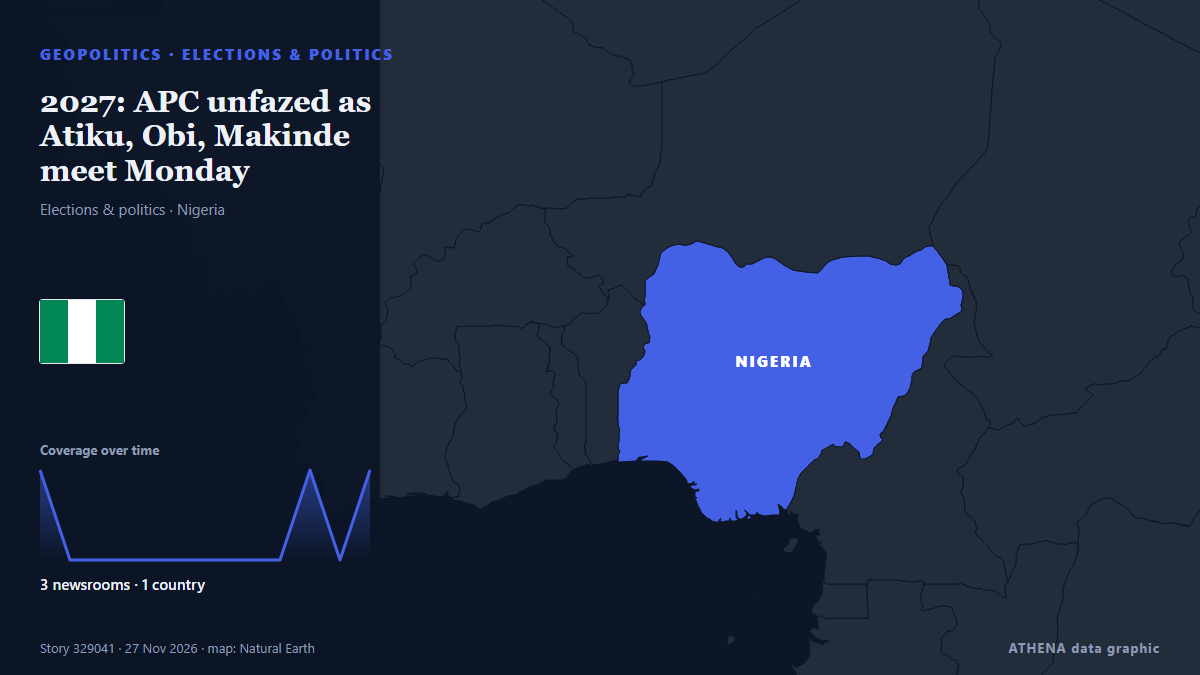 GEOPOLITICS · ELECTIONS & POLITICS
2027: APC unfazed as
Atiku, Obi, Makinde
meet Monday
Elections & politics · Nigeria
NIGERIA
Coverage over time
3 newsrooms · 1 country
Story 329041 · 27 Nov 2026 · map: Natural Earth
ATHENA data graphic